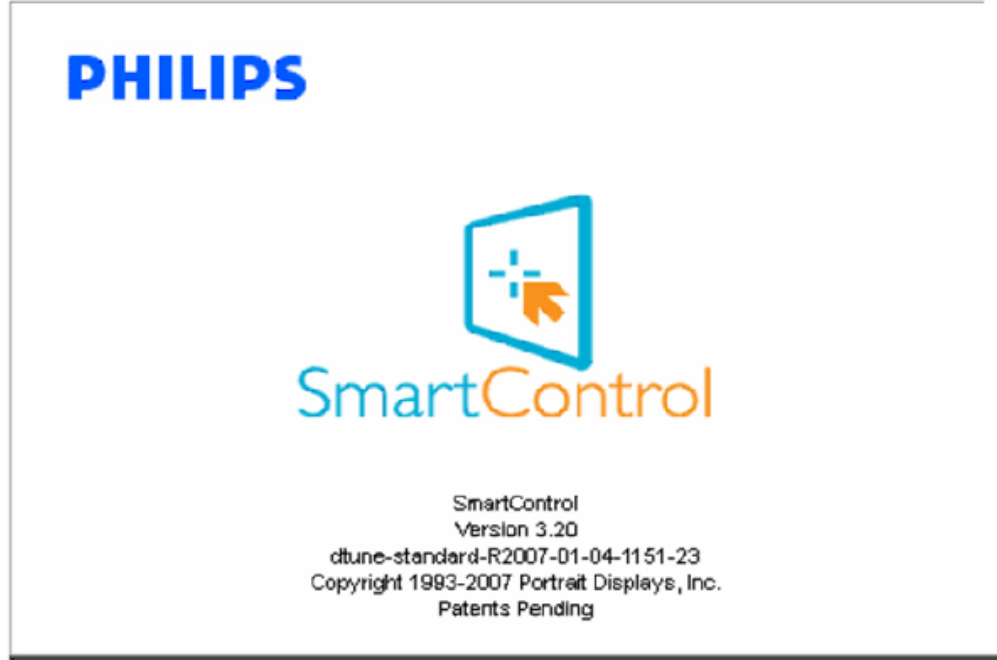 PHILIPS
SmartControl
SmartControl
Version 3.20
dtune-standard-R2007-01-04-1151-23
Copyright 1993-2007 Portrait Displays, Inc.
Patents Pending